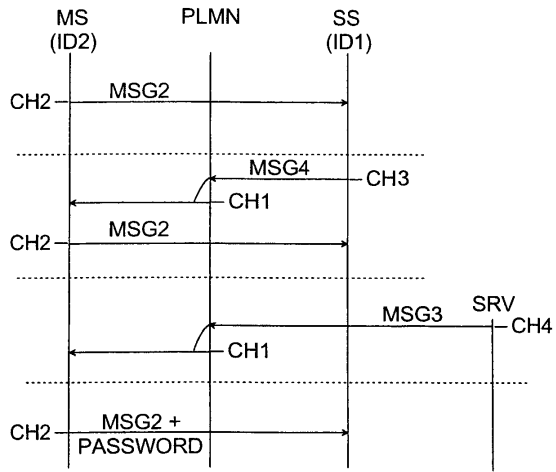 MS PLMN SS
(ID2) (ID1)
CH2 MSG2
MSG4
CH3
CH1
CH2 MSG2
SRV
MSG3
CH4
CH1
CH2 MSG2 +
PASSWORD